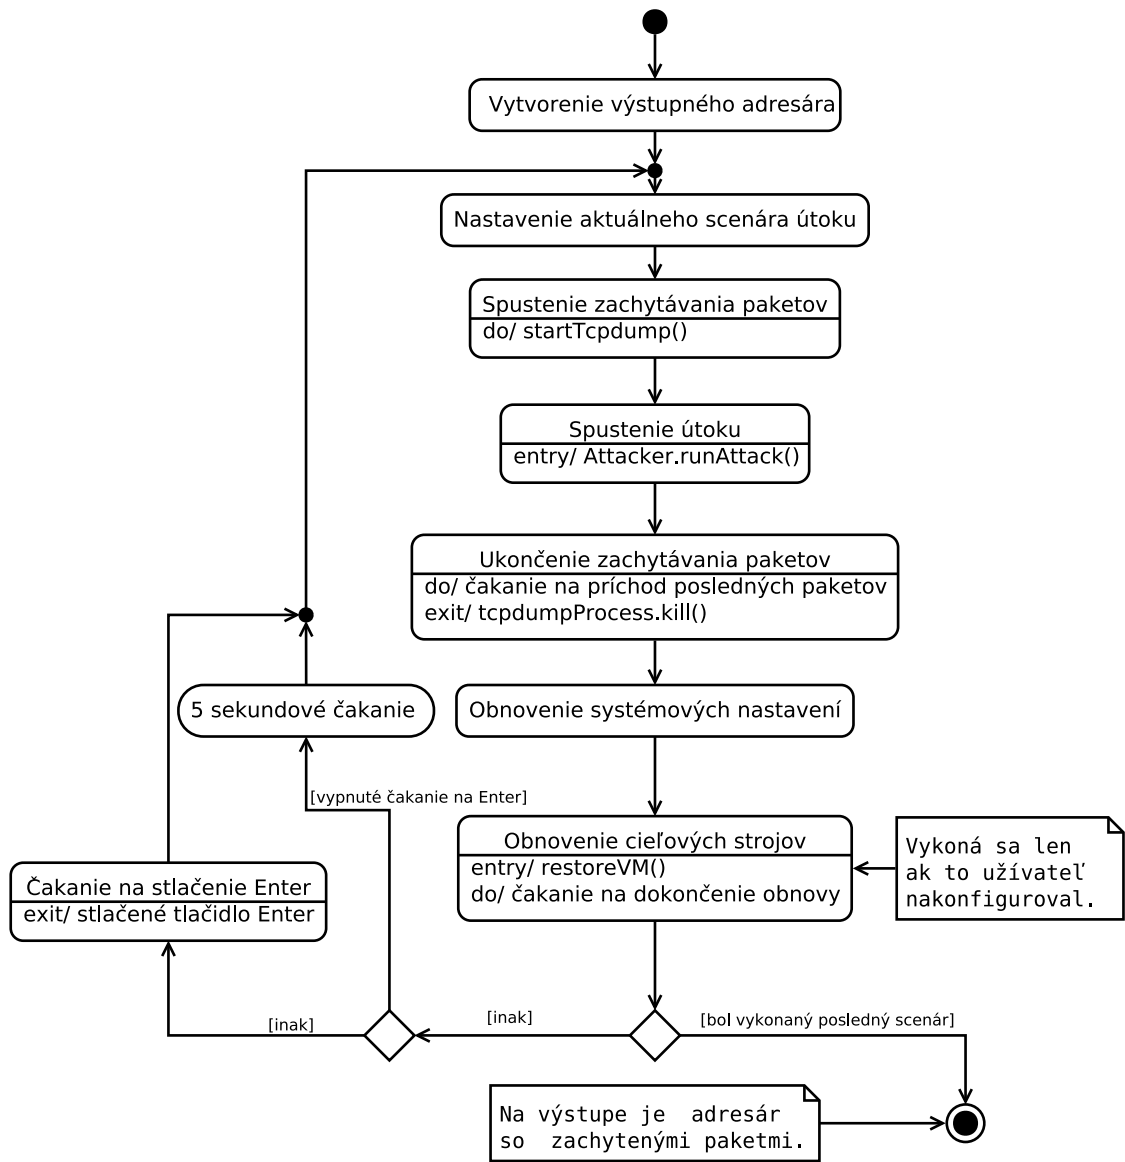 Vytvorenie výstupného adresára
Nastavenie aktuálneho scenára útoku
Spustenie zachytávania paketov
do/ startTcpdump()
Spustenie útoku
entry/ Attacker.runAttack()
Ukončenie zachytávania paketov
do/ čakanie na príchod posledných paketov
exit/ tcpdumpProcess.kill()
5 sekundové čakanie
Obnovenie systémových nastavení
[vypnuté čakanie na Enter]
Obnovenie cieľových strojov
entry/ restoreVM()
do/ čakanie na dokončenie obnovy
Vykoná sa len
ak to užívateľ
nakonfiguroval.
Čakanie na stlačenie Enter
exit/ stlačené tlačidlo Enter
[inak]
[inak]
[bol vykonaný posledný scenár]
Na výstupe je  adresár
so  zachytenými paketmi.